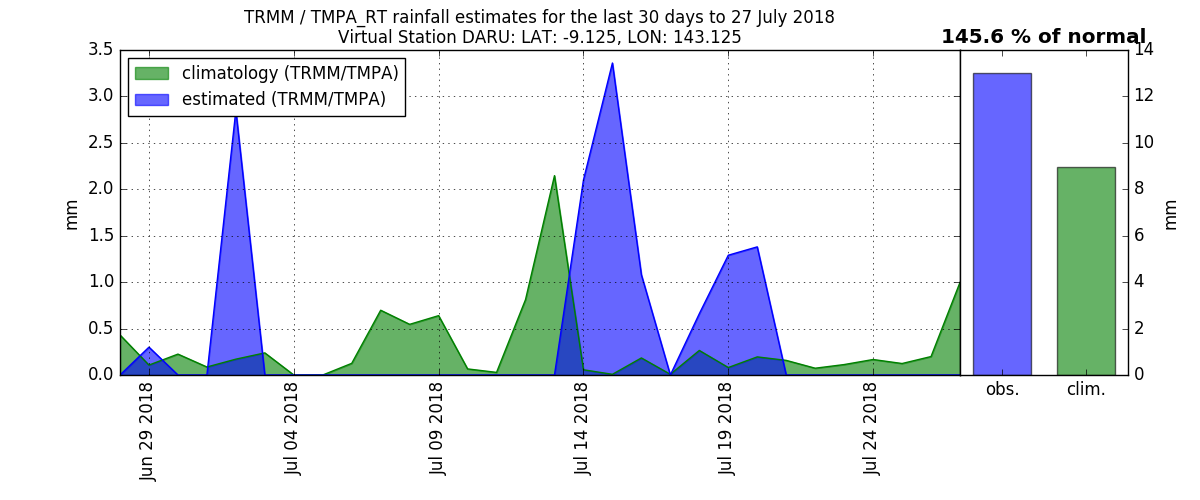 TRMM / TMPA_RT rainfall estimates for the last 30 days to 27 July 2018
Virtual Station DARU: LAT: -9.125, LON: 143.125
145.6 % of normal
climatology (TRMM/TMPA)
estimated (TRMM/TMPA)
mm
3.5
3.0
2.5
2.0
1.5
1.0
0.5
0.0
Jun 29 2018
Jul 04 2018
Jul 09 2018
Jul 14 2018
Jul 19 2018
Jul 24 2018
obs.
clim.
14
12
10
8
6
4
2
0
mm